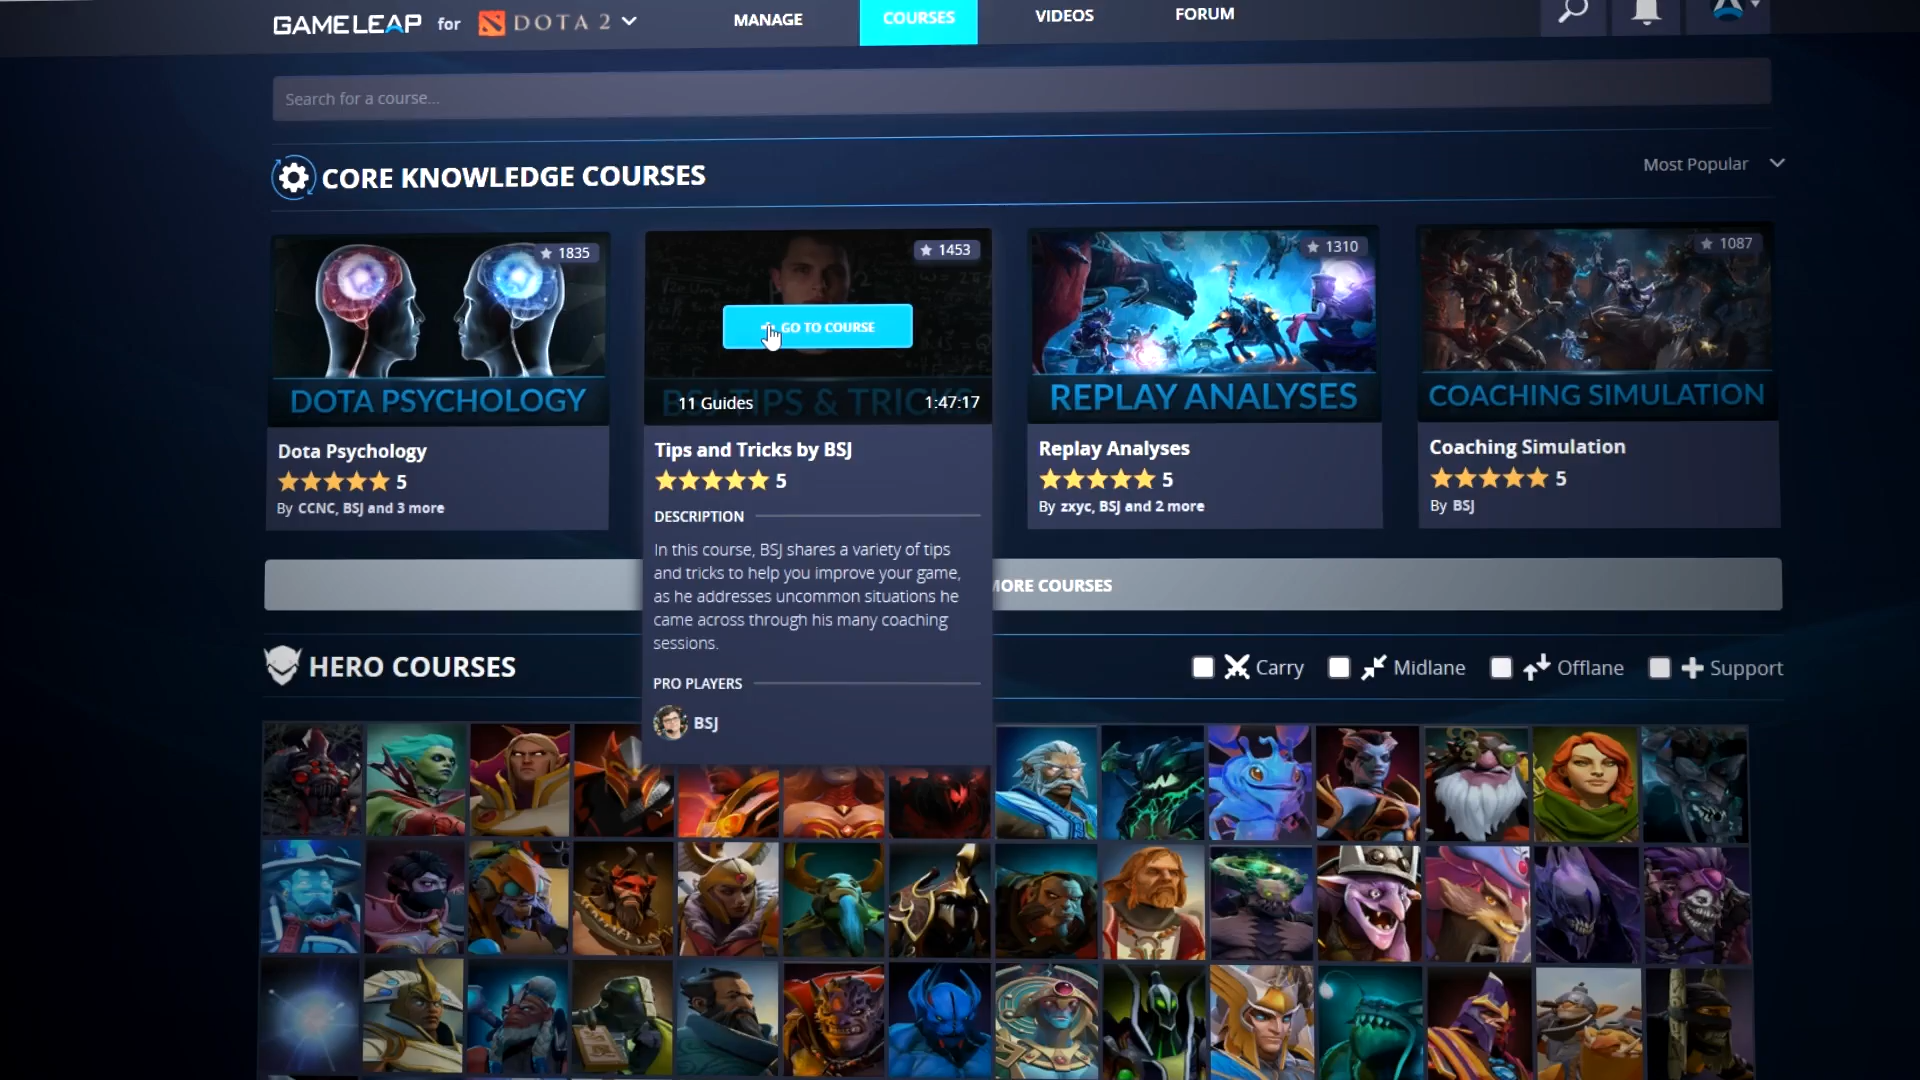 GAMELEAP for DOTA 2
MANAGE
COURSES
VIDEOS
FORUM
Search for a course...
CORE KNOWLEDGE COURSES
Most Popular
1835
DOTA PSYCHOLOGY
Dota Psychology
5
By CCNC, BSJ and 3 more
1453
GO TO COURSE
BSJ TIPS & TRICKS
11 Guides
1:47:17
Tips and Tricks by BSJ
5
DESCRIPTION
In this course, BSJ shares a variety of tips
and tricks to help you improve your game,
as he addresses uncommon situations he
came across through his many coaching
sessions.
PRO PLAYERS
BSJ
1310
REPLAY ANALYSES
Replay Analyses
5
By zxyc, BSJ and 2 more
1087
COACHING SIMULATION
Coaching Simulation
5
By BSJ
MORE COURSES
HERO COURSES
Carry
Midlane
Offlane
Support